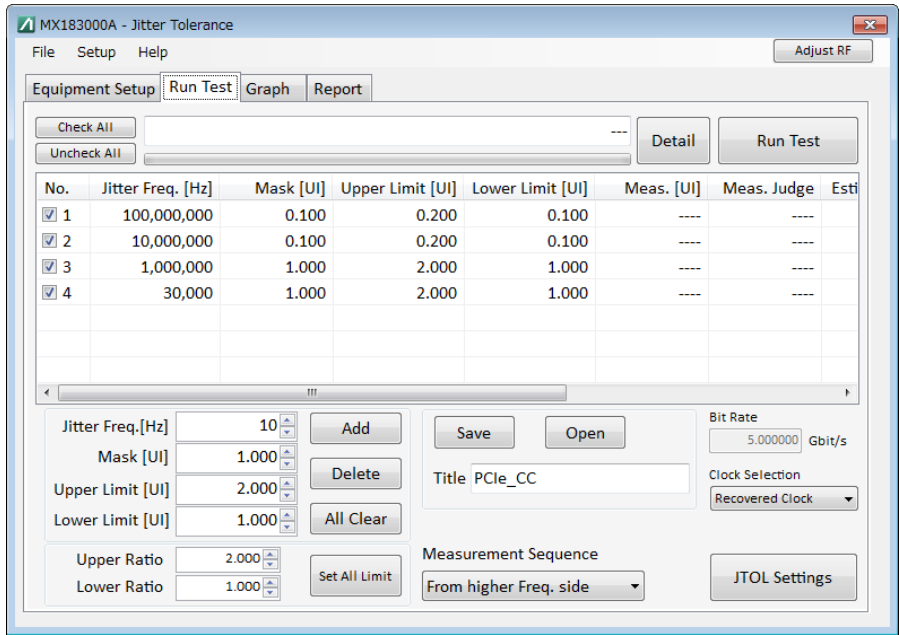 MX183000A - Jitter Tolerance
File Setup Help Adjust RF
Equipment Setup Run Test Graph Report
Check All --- Detail Run Test
Uncheck All
No. Jitter Freq. [Hz] Mask [UI] Upper Limit [UI] Lower Limit [UI] Meas. [UI] Meas. Judge Esti
1 100,000,000 0.100 0.200 0.100 ---- ----
2 10,000,000 0.100 0.200 0.100 ---- ----
3 1,000,000 1.000 2.000 1.000 ---- ----
4 30,000 1.000 2.000 1.000 ---- ----
Jitter Freq.[Hz] 10 Add
Mask [UI] 1.000
Upper Limit [UI] 2.000 Delete
Lower Limit [UI] 1.000 All Clear
Upper Ratio 2.000
Lower Ratio 1.000 Set All Limit
Save Open
Title PCIe_CC
Measurement Sequence
From higher Freq. side
Bit Rate
5.000000 Gbit/s
Clock Selection
Recovered Clock
JTOL Settings